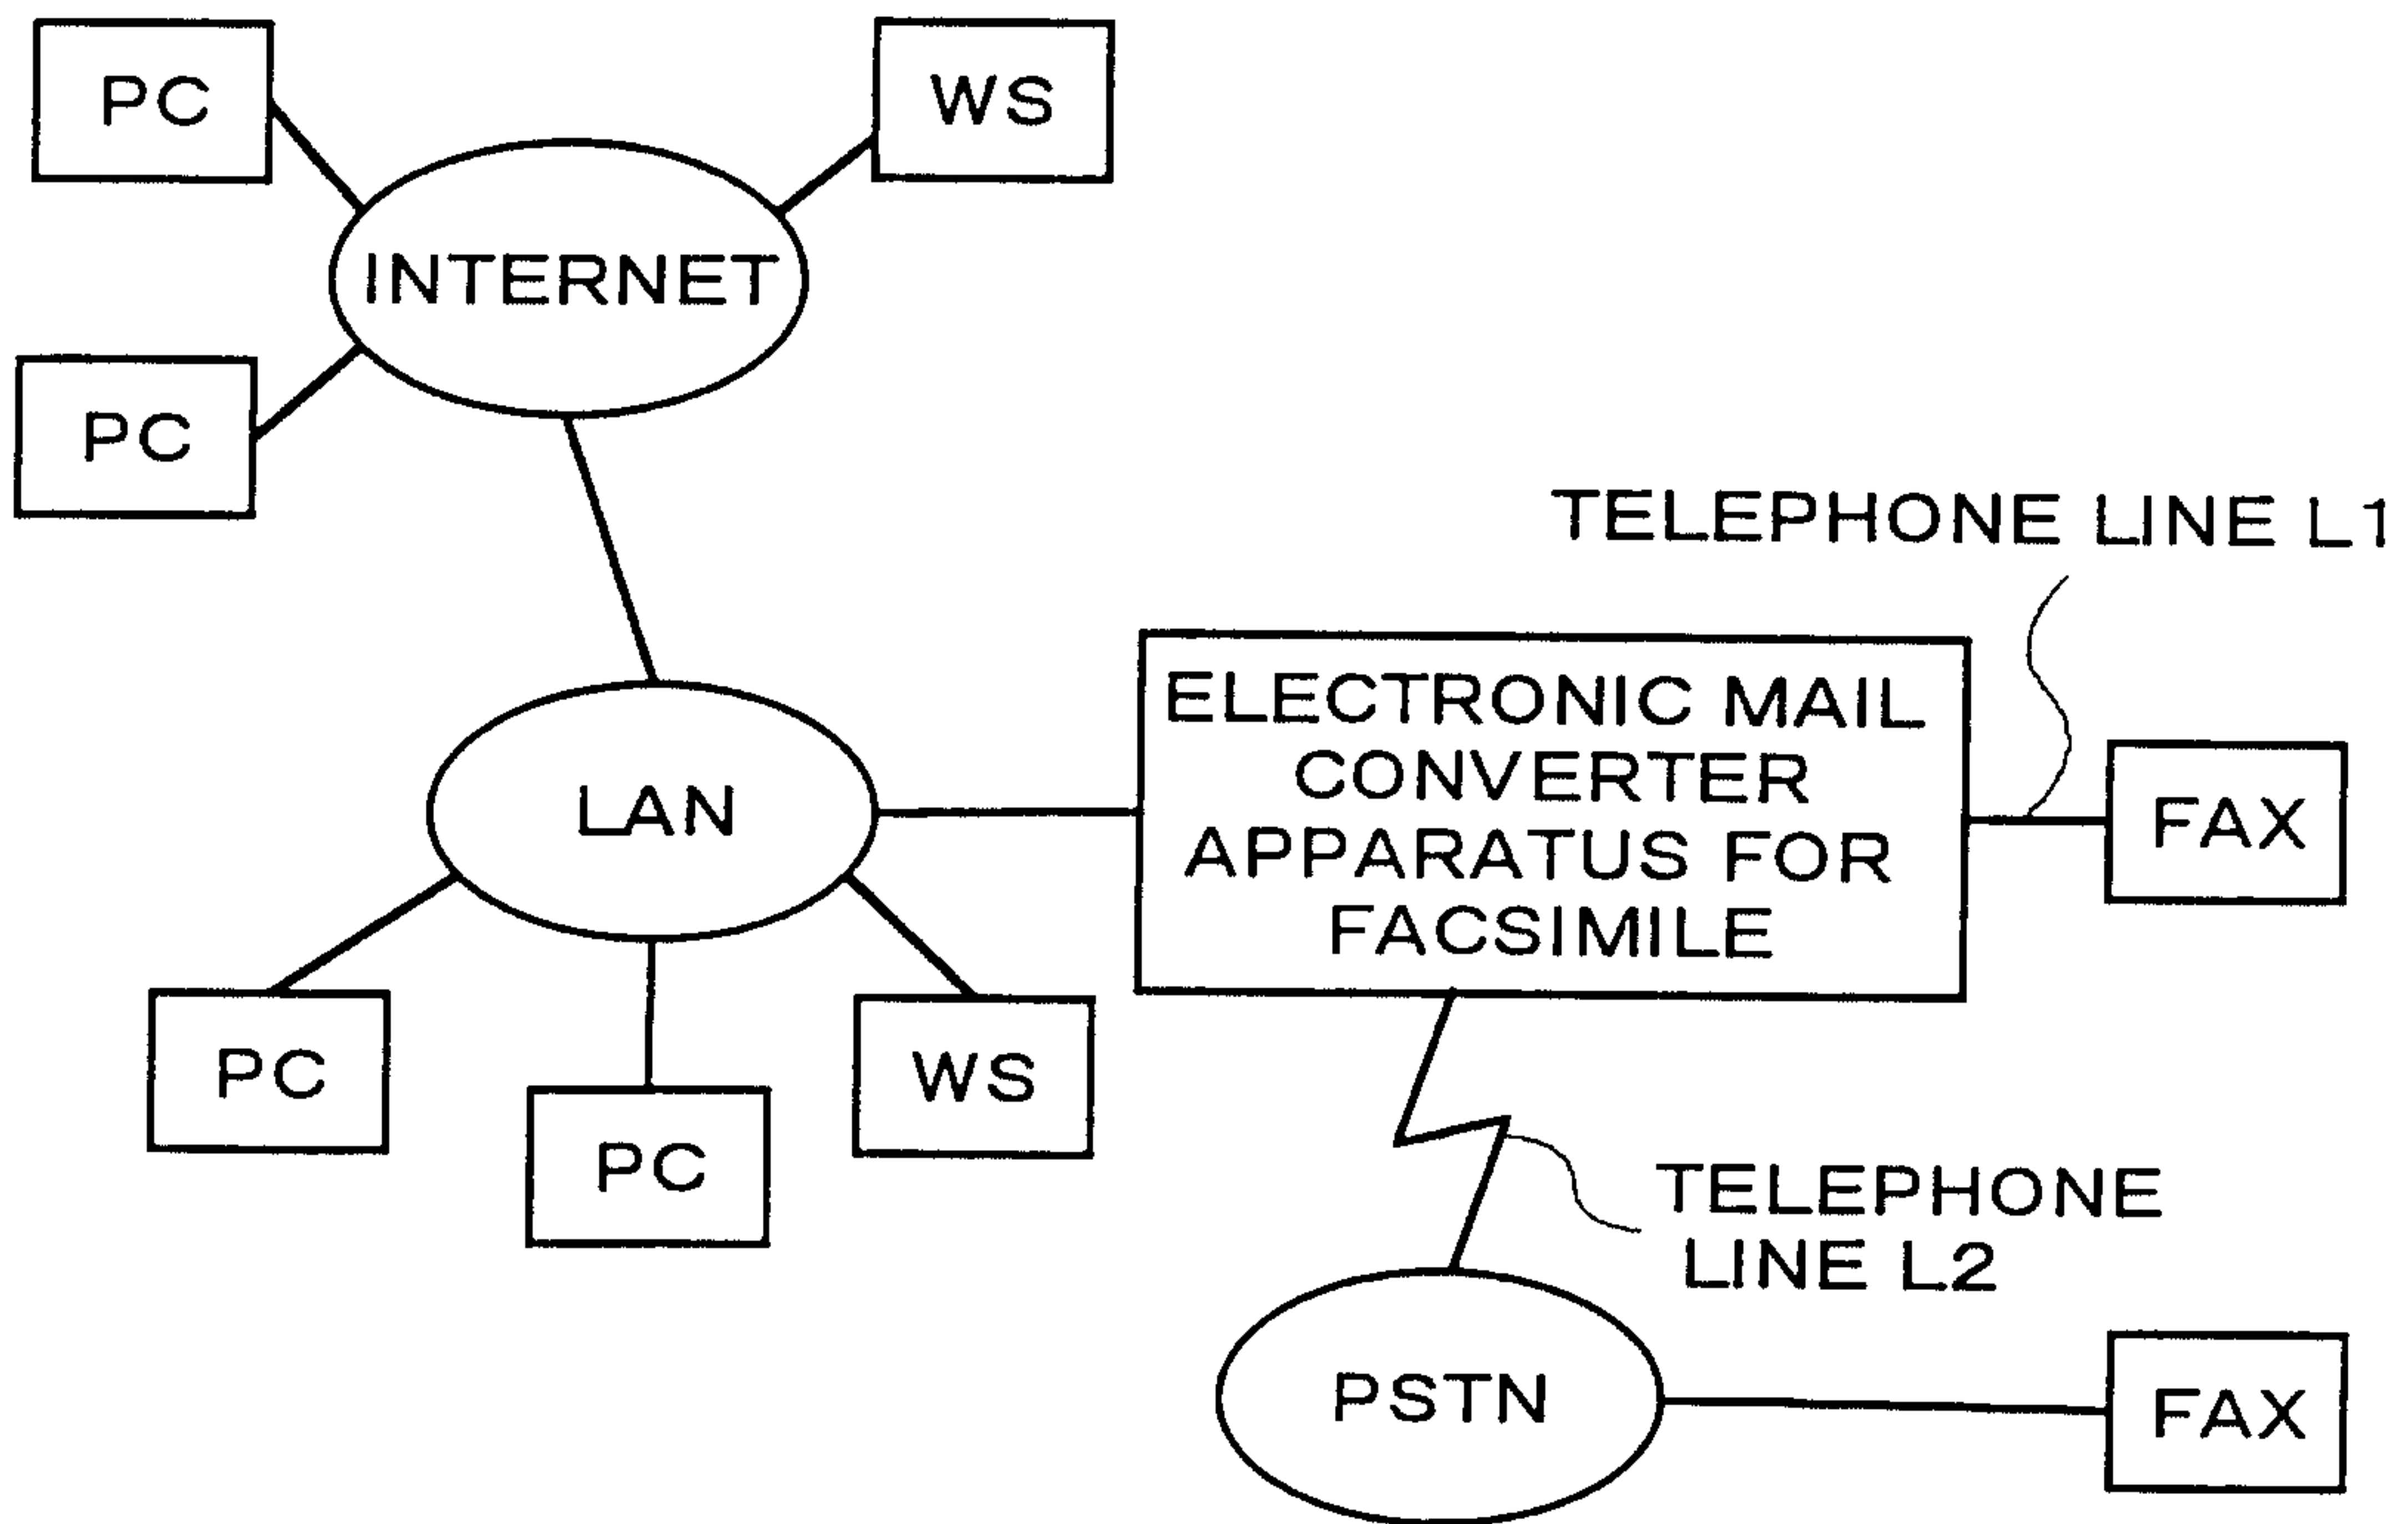 PC
WS
INTERNET
PC
TELEPHONE LINE L1
ELECTRONIC MAIL
CONVERTER
APPARATUS FOR
FACSIMILE
LAN
FAX
PC
WS
PC
TELEPHONE
LINE L2
PSTN
FAX